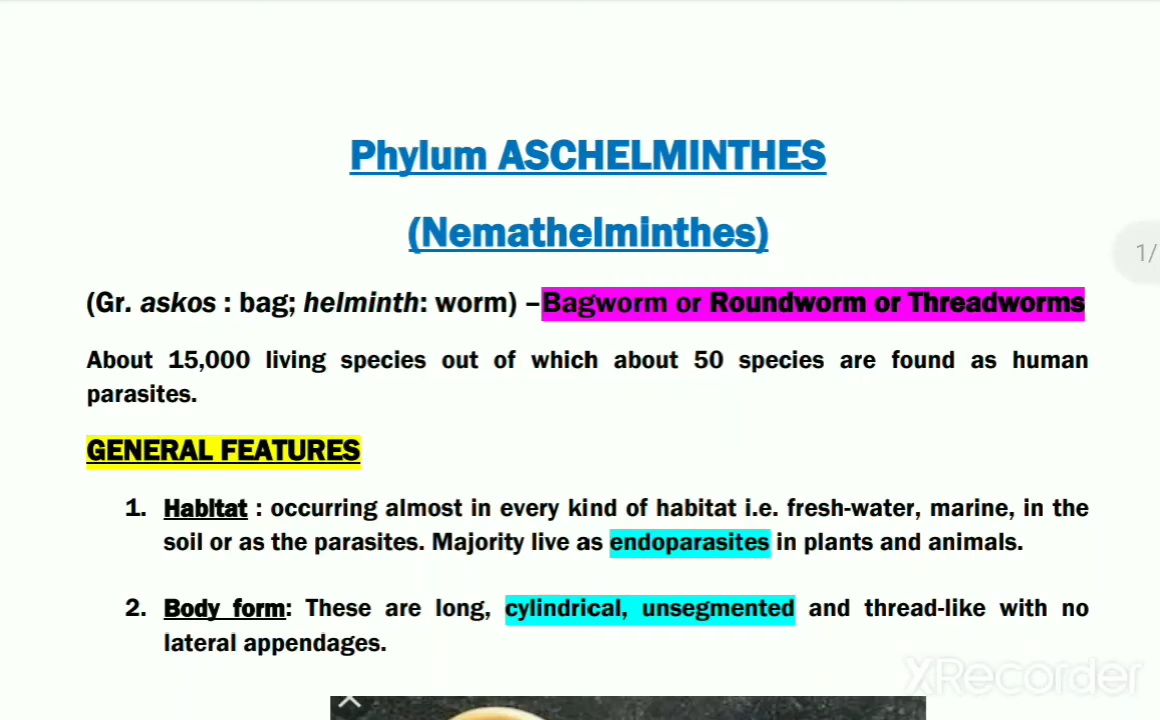 Phylum ASCHELMINTHES
(Nemathelminthes)
1/
(Gr. askos : bag; helminth: worm) –Bagworm or Roundworm or Threadworms
About 15,000 living species out of which about 50 species are found as human
parasites.
GENERAL FEATURES
1. Habitat : occurring almost in every kind of habitat i.e. fresh-water, marine, in the
soil or as the parasites. Majority live as endoparasites in plants and animals.
2. Body form: These are long, cylindrical, unsegmented and thread-like with no
lateral appendages.
XRecorder